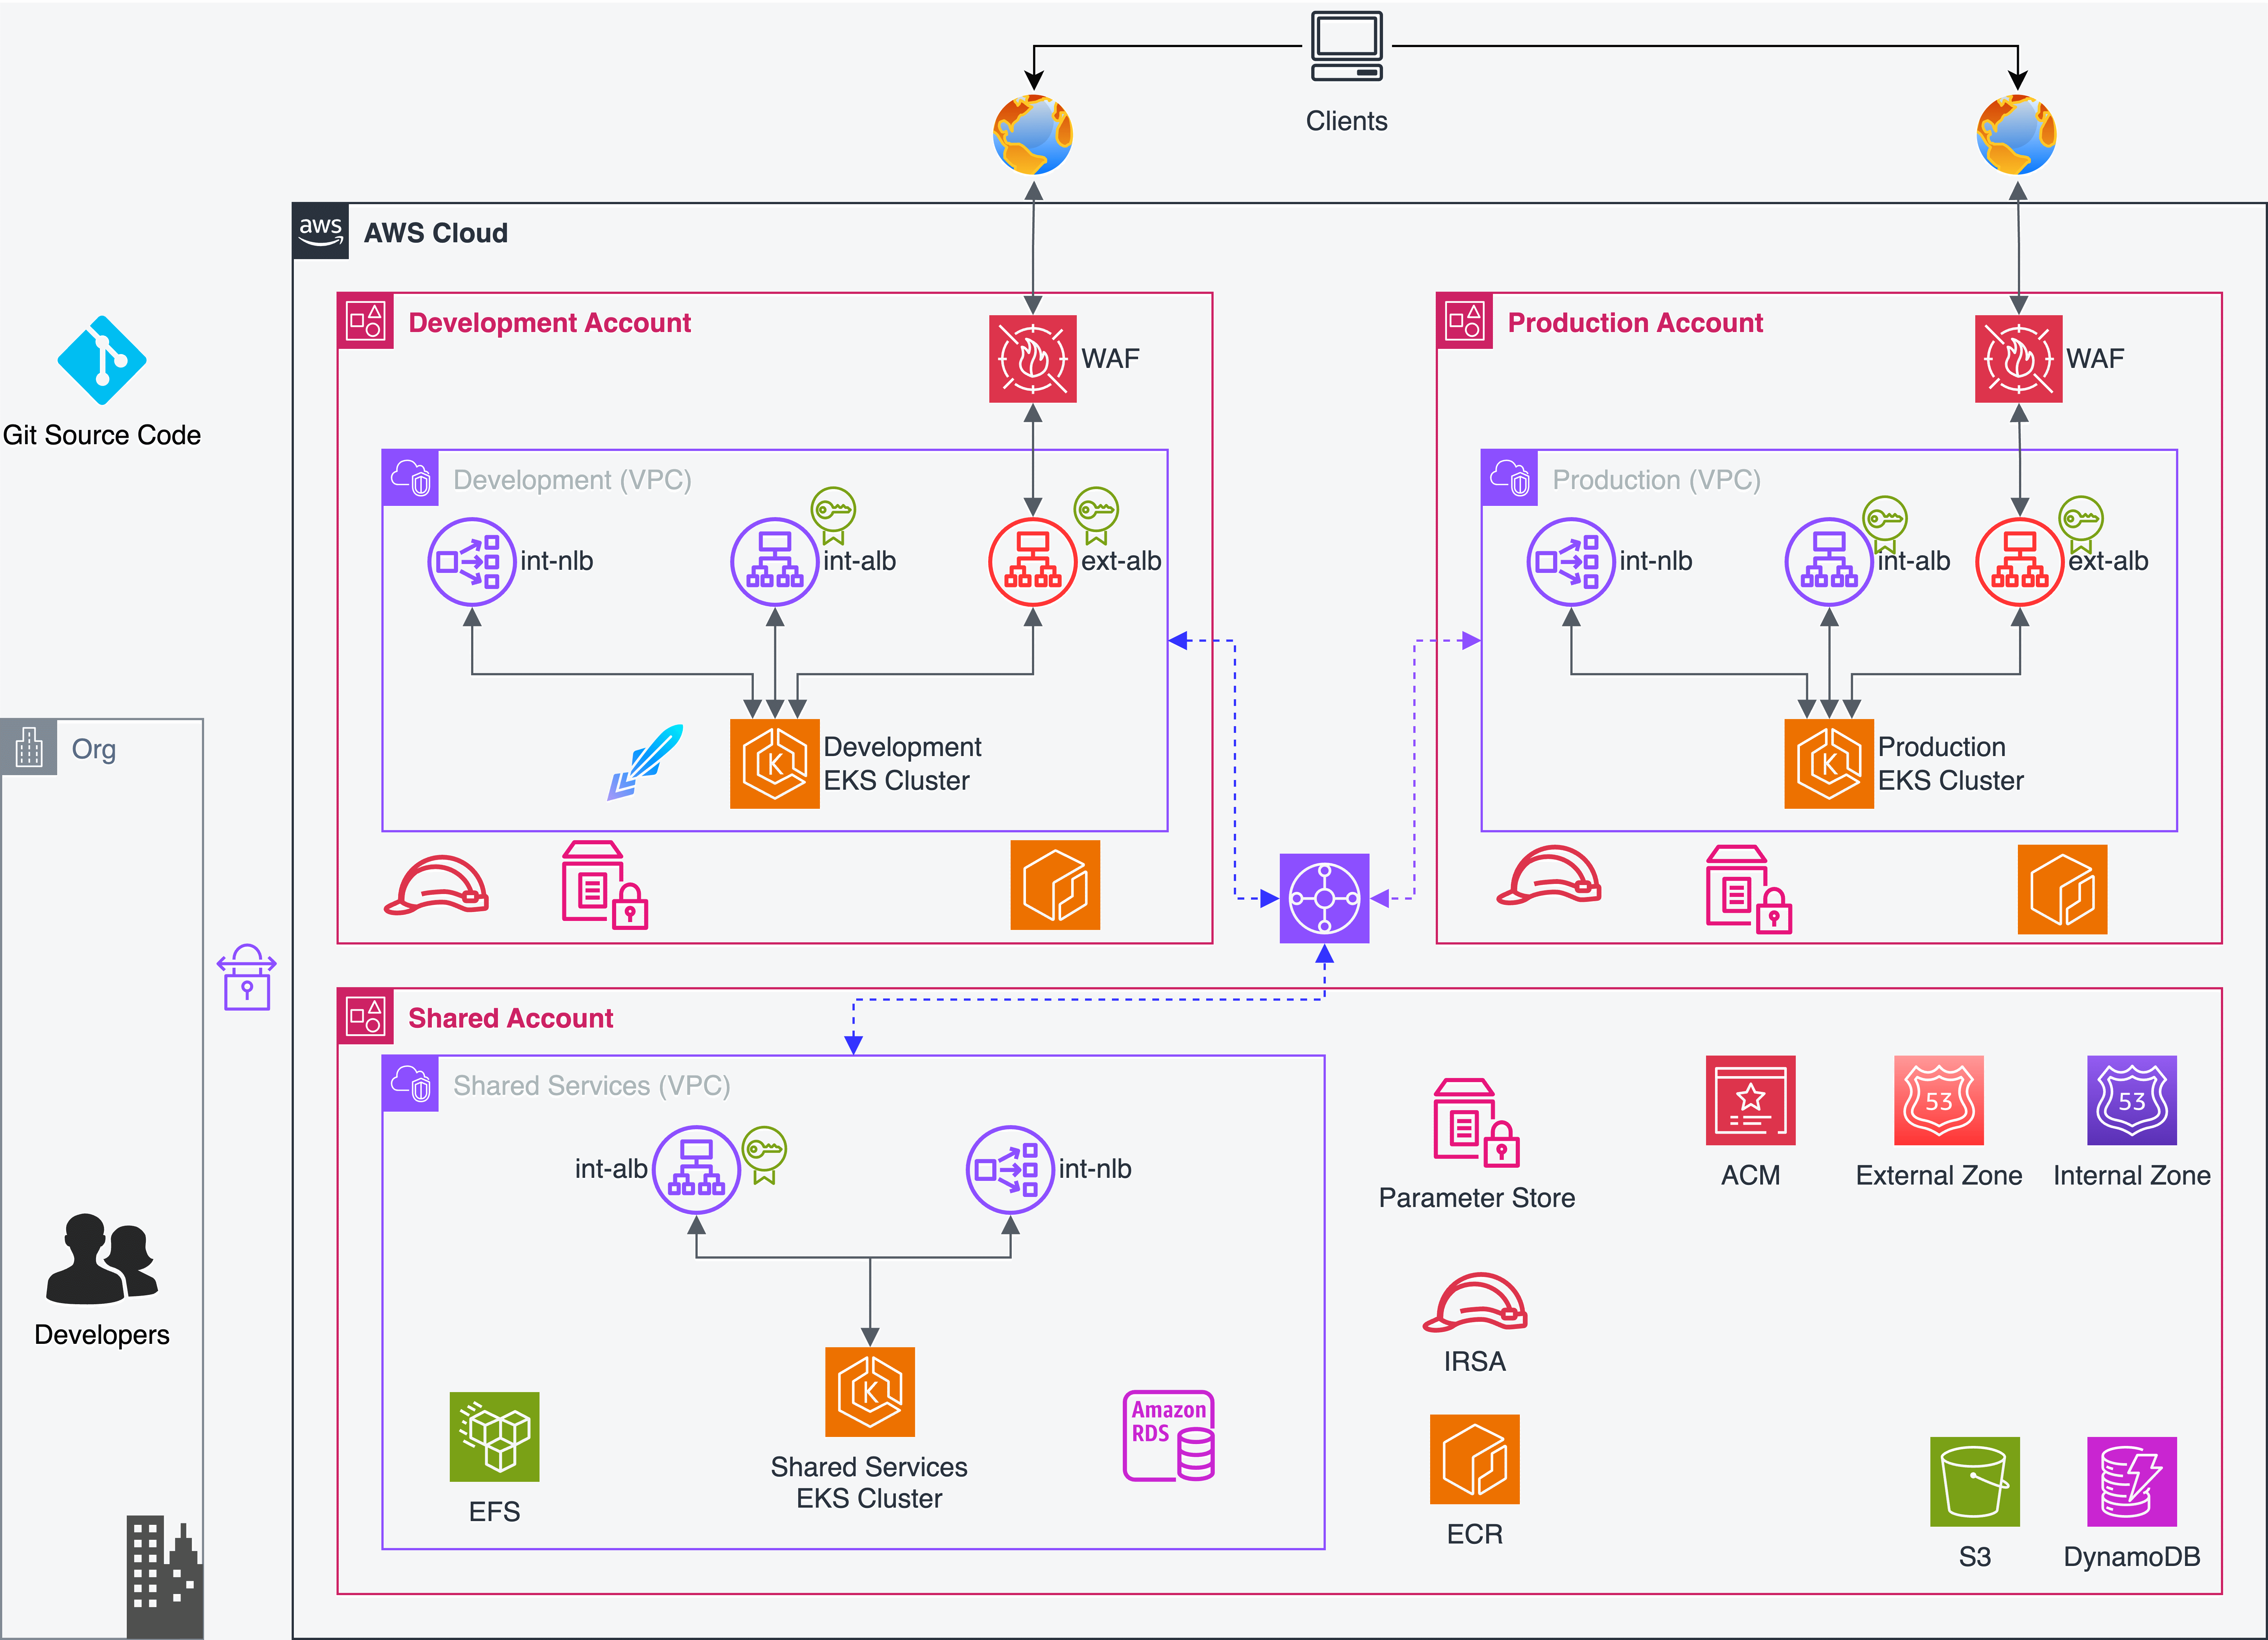 Clients
aws
AWS Cloud
Development Account
WAF
Production Account
WAF
Git Source Code
Development (VPC)
int-nlb
int-alb
ext-alb
Production (VPC)
int-nlb
int-alb
ext-alb
Org
K
Development
EKS Cluster
K
Production
EKS Cluster
Shared Account
Shared Services (VPC)
int-alb
int-nlb
Parameter Store
ACM
53
External Zone
53
Internal Zone
Developers
IRSA
K
Shared Services
EKS Cluster
EFS
Amazon
RDS
ECR
S3
DynamoDB